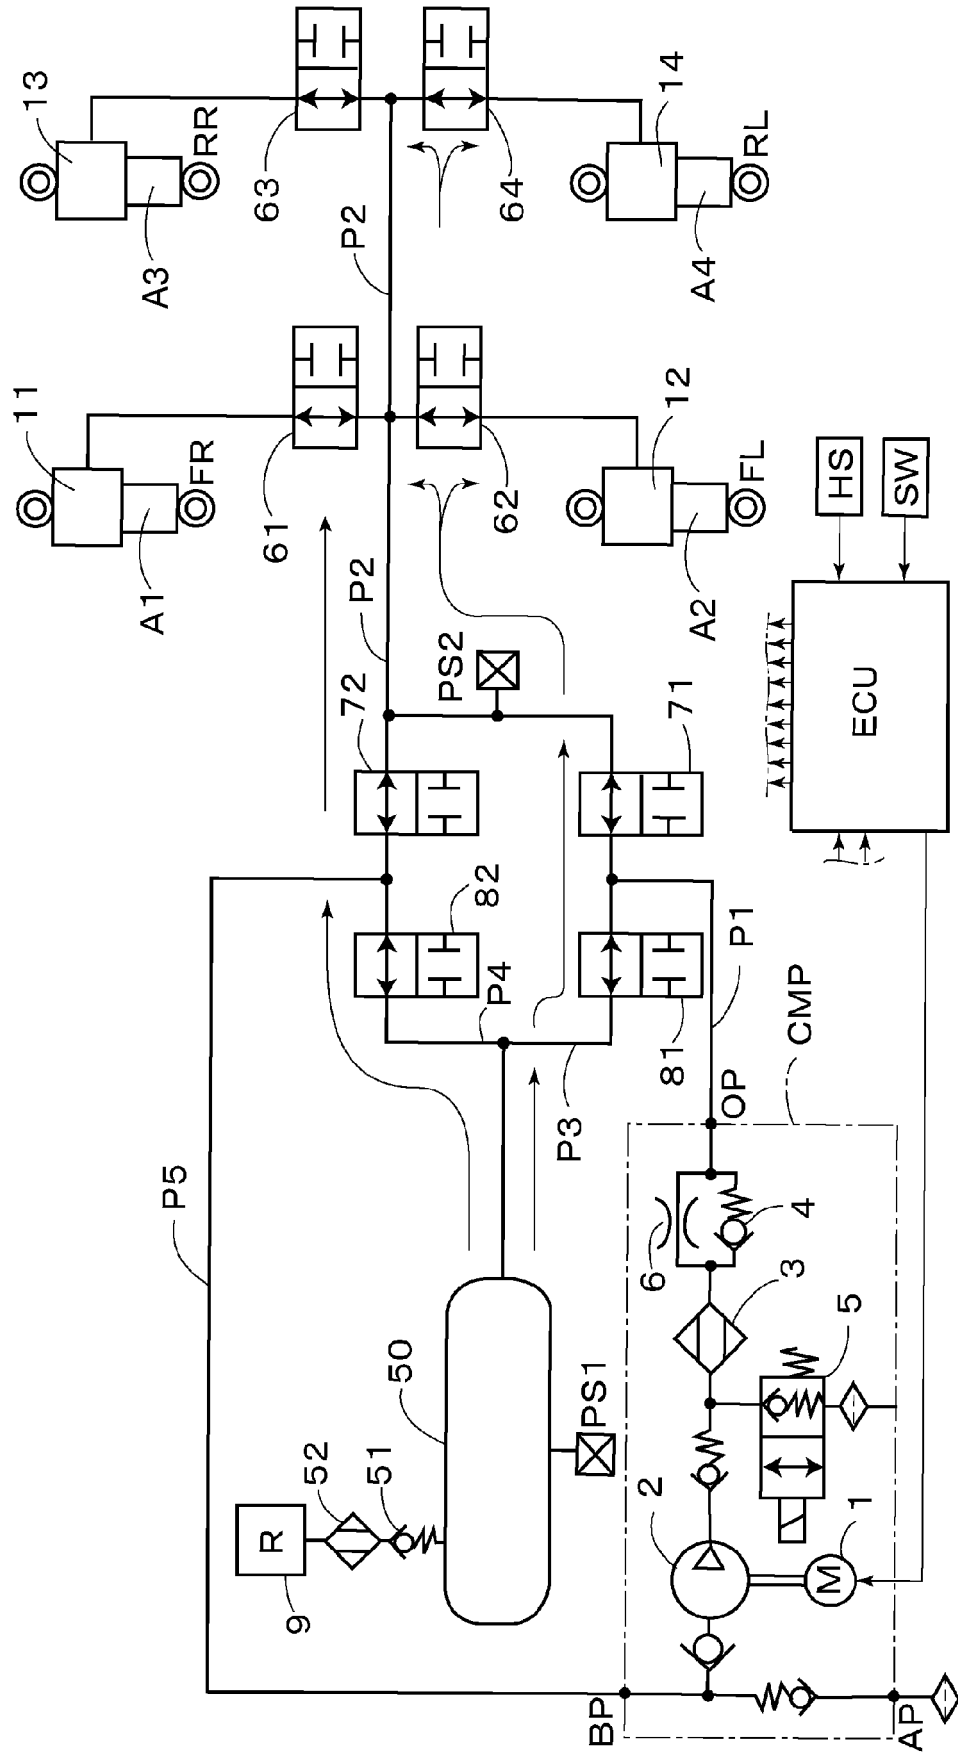 13
A3
RR
63
64
14
A4
RL
P2
11
A1
FR
61
62
12
A2
FL
HS
SW
P2
72
PS2
71
ECU
82
P4
81
P1
P3
OP
CMP
P5
6
4
3
5
50
PS1
52
51
R
9
2
1
M
BP
AP